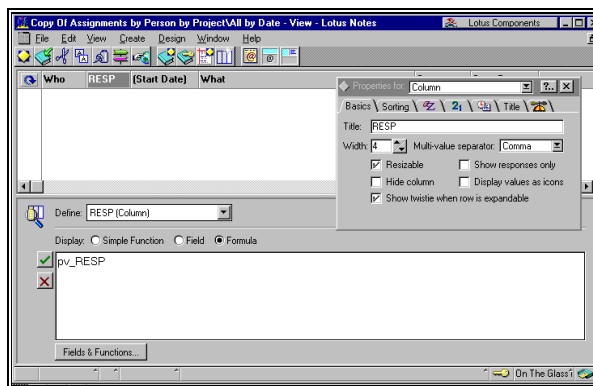 Copy Of Assignments by Person by Project\All by Date - View - Lotus Notes
Lotus Components
File Edit View Create Design Window Help
Who RESP (Start Date) What
Properties for: Column
?..
Basics Sorting Title
Title: RESP
Width: 4 Multi-value separator: Comma
Resizable Show responses only
Hide column Display values as icons
Show twistie when row is expandable
Define: RESP (Column)
Display: Simple Function Field Formula
pv_RESP
Fields & Functions...
On The Glass